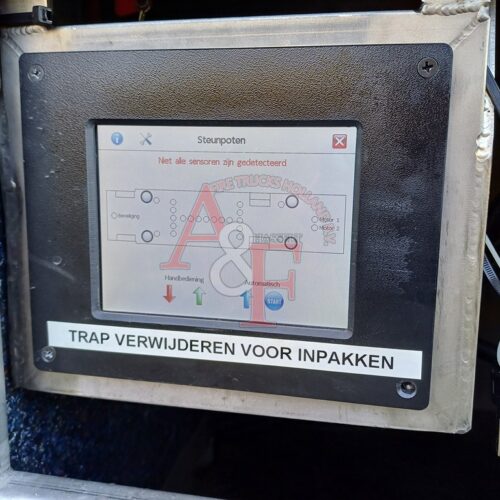 Steunpoten
Niet alle sensoren zijn gedetecteerd
A&F
FIRE TRUCKS HOLLAND B.V.
Beveiliging
Motor 1
Motor 2
Handbediening
Automatisch
START
TRAP VERWIJDEREN VOOR INPAKKEN